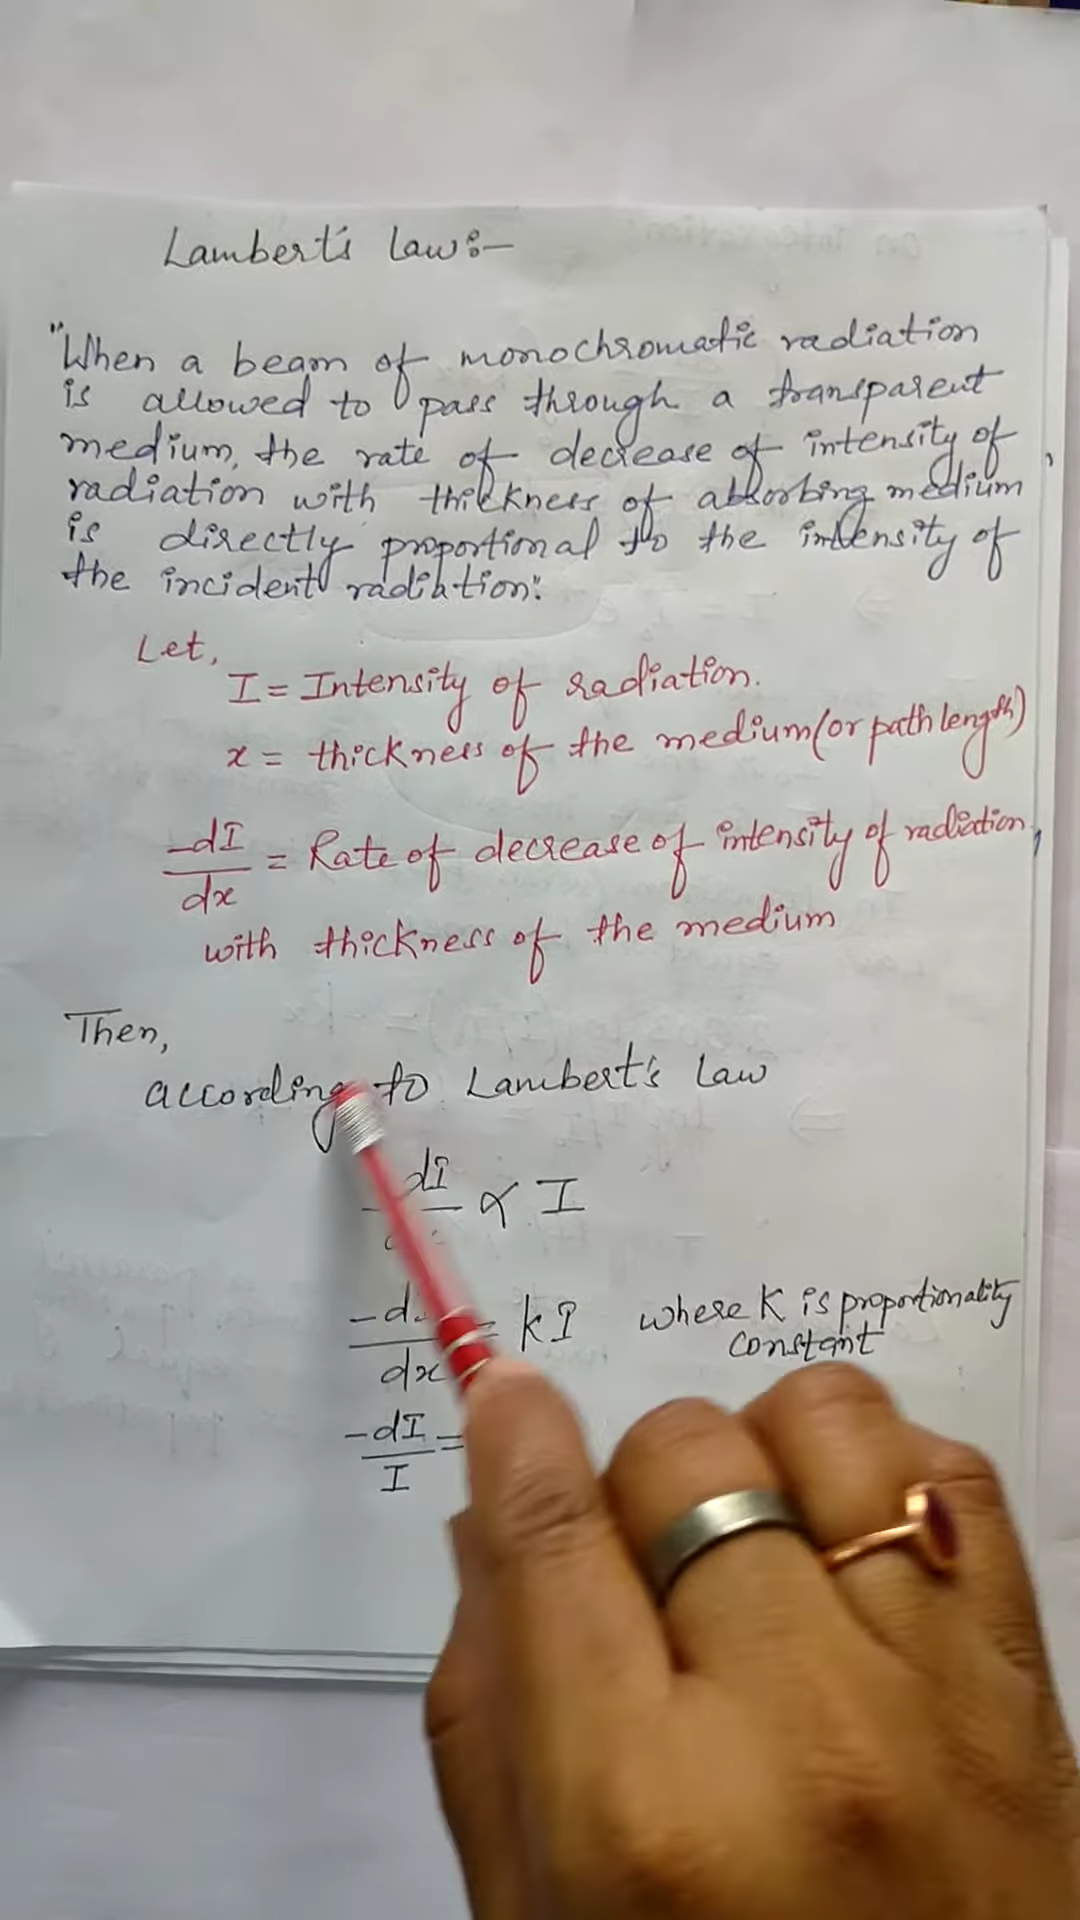 Lambert's Law:-
"When a beam of monochromatic radiation
is allowed to pass through a transparent
medium, the rate of decrease of intensity of
radiation with thickness of absorbing medium
is directly proportional to the intensity of
the incident radiation".
Let,
I = Intensity of radiation.
x = thickness of the medium (or path length)
-dI/dx = Rate of decrease of intensity of radiation,
with thickness of the medium
Then,
according to Lambert's Law
dI ∝ I
-d dx = kI where K is proportionality
constant
-dI/I =